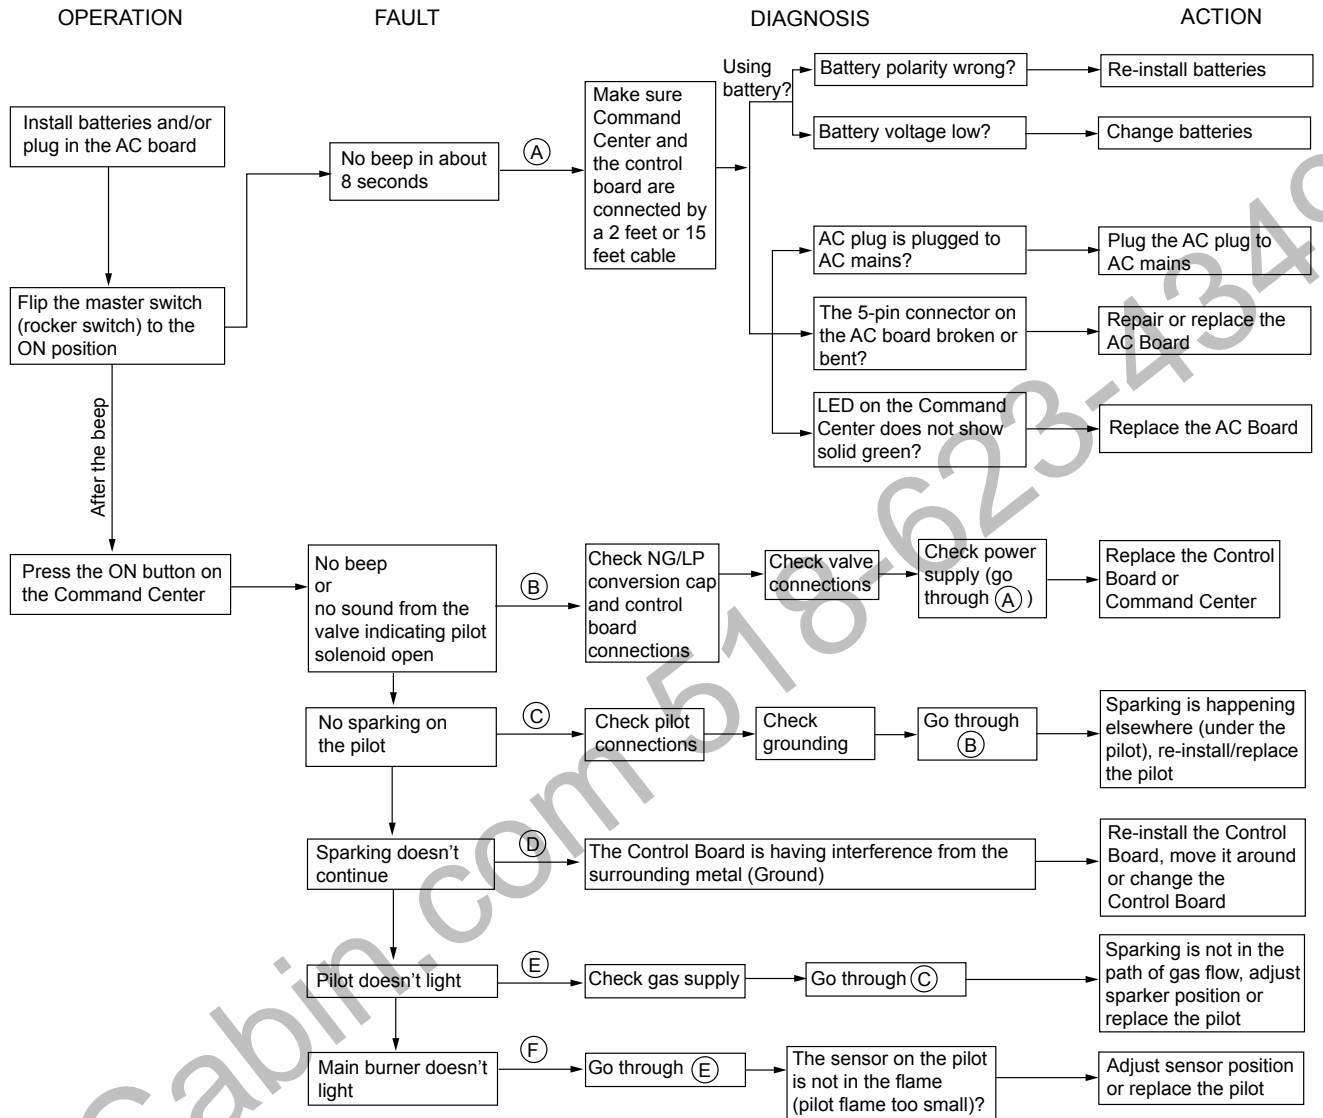 OPERATION
FAULT
DIAGNOSIS
ACTION
Install batteries and/or
plug in the AC board
Flip the master switch
(rocker switch) to the
ON position
After the beep
Press the ON button on
the Command Center
No beep in about
8 seconds
A
Make sure
Command
Center and
the control
board are
connected by
a 2 feet or 15
feet cable
Using
battery?
Battery polarity wrong?
Re-install batteries
Battery voltage low?
Change batteries
AC plug is plugged to
AC mains?
Plug the AC plug to
AC mains
The 5-pin connector on
the AC board broken or
bent?
Repair or replace the
AC Board
LED on the Command
Center does not show
solid green?
Replace the AC Board
No beep
or
no sound from the
valve indicating pilot
solenoid open
B
Check NG/LP
conversion cap
and control
board
connections
Check valve
connections
Check power
supply (go
through A )
Replace the Control
Board or
Command Center
No sparking on
the pilot
C
Check pilot
connections
Check
grounding
Go through
B
Sparking is happening
elsewhere (under the
pilot), re-install/replace
the pilot
Sparking doesn't
continue
D
The Control Board is having interference from the
surrounding metal (Ground)
Re-install the Control
Board, move it around
or change the
Control Board
Pilot doesn't light
E
Check gas supply
Go through C
Sparking is not in the
path of gas flow, adjust
sparker position or
replace the pilot
Main burner doesn't
light
F
Go through E
The sensor on the pilot
is not in the flame
(pilot flame too small)?
Adjust sensor position
or replace the pilot
Cabin.com 518-623-4349